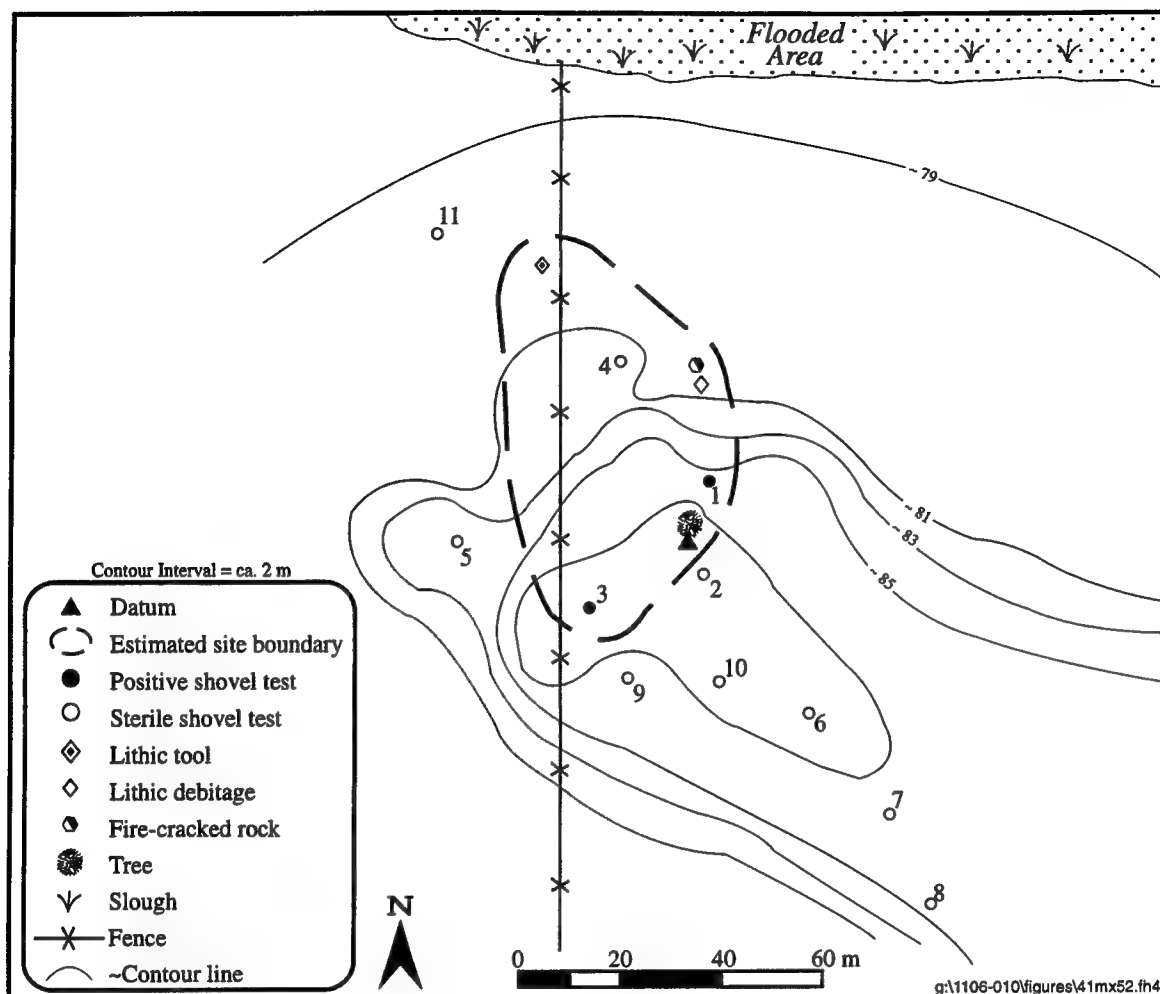 Flooded
Area
~ 79
11
4
1
~ 81
~ 83
~ 85
5
2
3
10
9
6
7
8
Contour Interval = ca. 2 m
Datum
Estimated site boundary
Positive shovel test
Sterile shovel test
Lithic tool
Lithic debitage
Fire-cracked rock
Tree
Slough
Fence
~Contour line
N
0 20 40 60 m
g:\1106-010\figures\41mx52.fh4